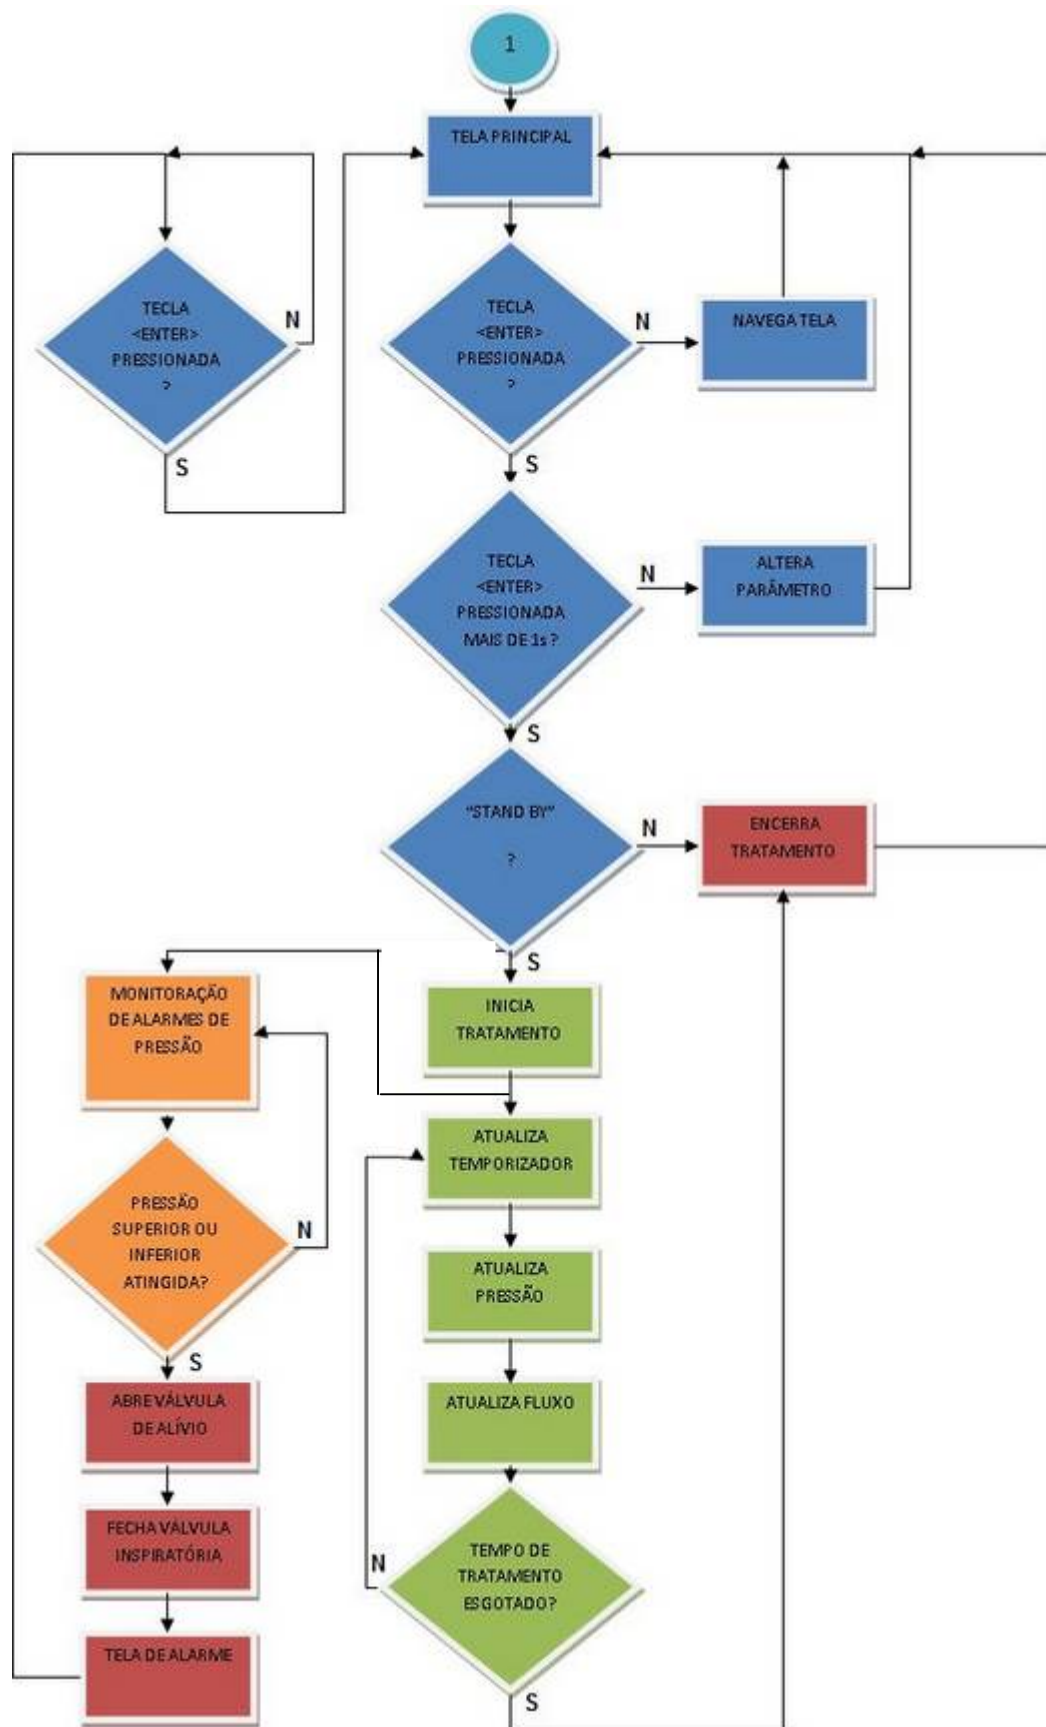 1
TELA PRINCIPAL
TECLA
<ENTER>
PRESSIONADA
?
N
S
TECLA
<ENTER>
PRESSIONADA
?
N
S
NAVEGA TELA
TECLA
<ENTER>
PRESSIONADA
MAIS DE 1s ?
N
S
ALTERA
PARÂMETRO
"STAND BY"
?
N
S
ENCERRA
TRATAMENTO
MONITORAÇÃO
DE ALARMES DE
PRESSÃO
INICIA
TRATAMENTO
ATUALIZA
TEMPORIZADOR
PRESSÃO
SUPERIOR OU
INFERIOR
ATINGIDA?
N
S
ATUALIZA
PRESSÃO
ABRE VÁLVULA
DE ALÍVIO
ATUALIZA FLUXO
FECHA VÁLVULA
INSPIRATÓRIA
TEMPO DE
TRATAMENTO
ESGOTADO?
N
S
TELA DE ALARME